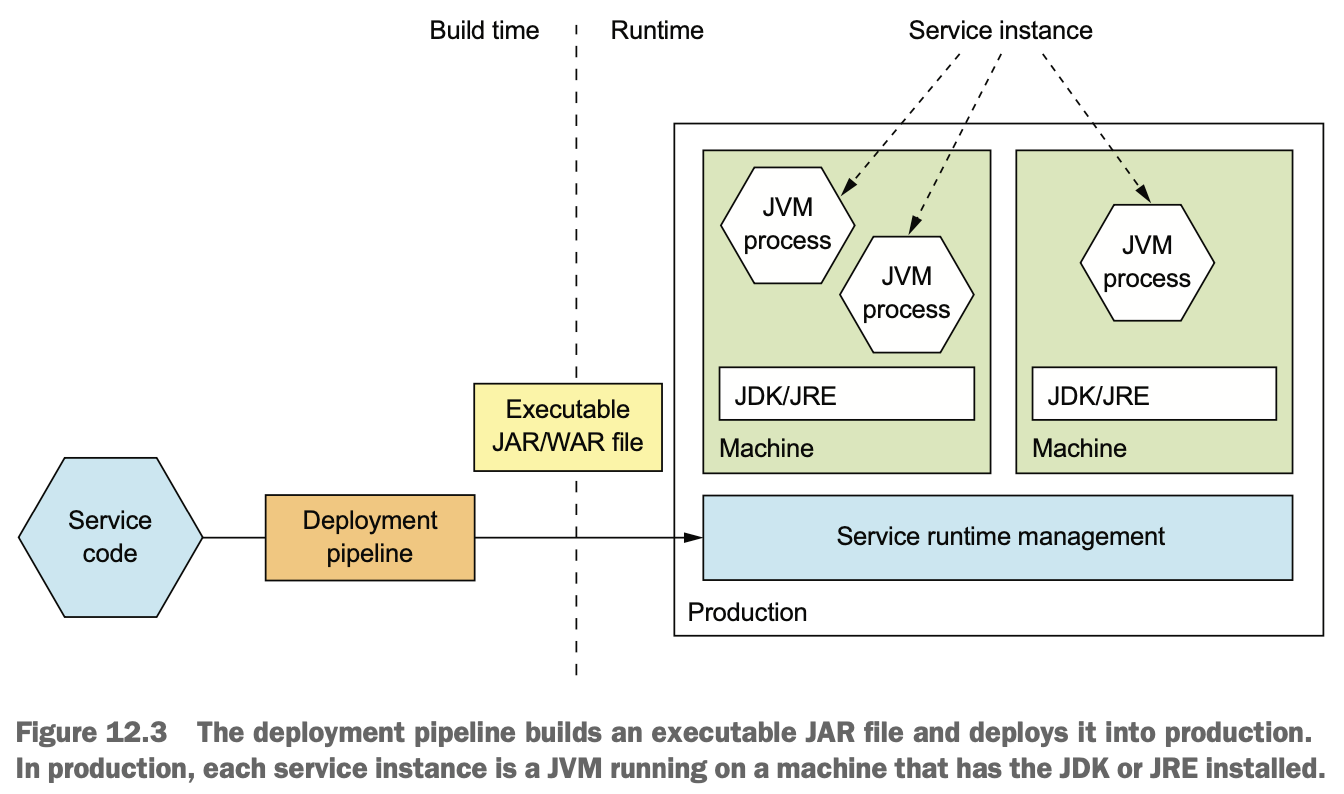 Build time
Runtime
Service instance
JVM
process
JVM
process
JVM
process
JDK/JRE
JDK/JRE
Machine
Machine
Executable
JAR/WAR file
Service
code
Deployment
pipeline
Service runtime management
Production
Figure 12.3 The deployment pipeline builds an executable JAR file and deploys it into production.
In production, each service instance is a JVM running on a machine that has the JDK or JRE installed.